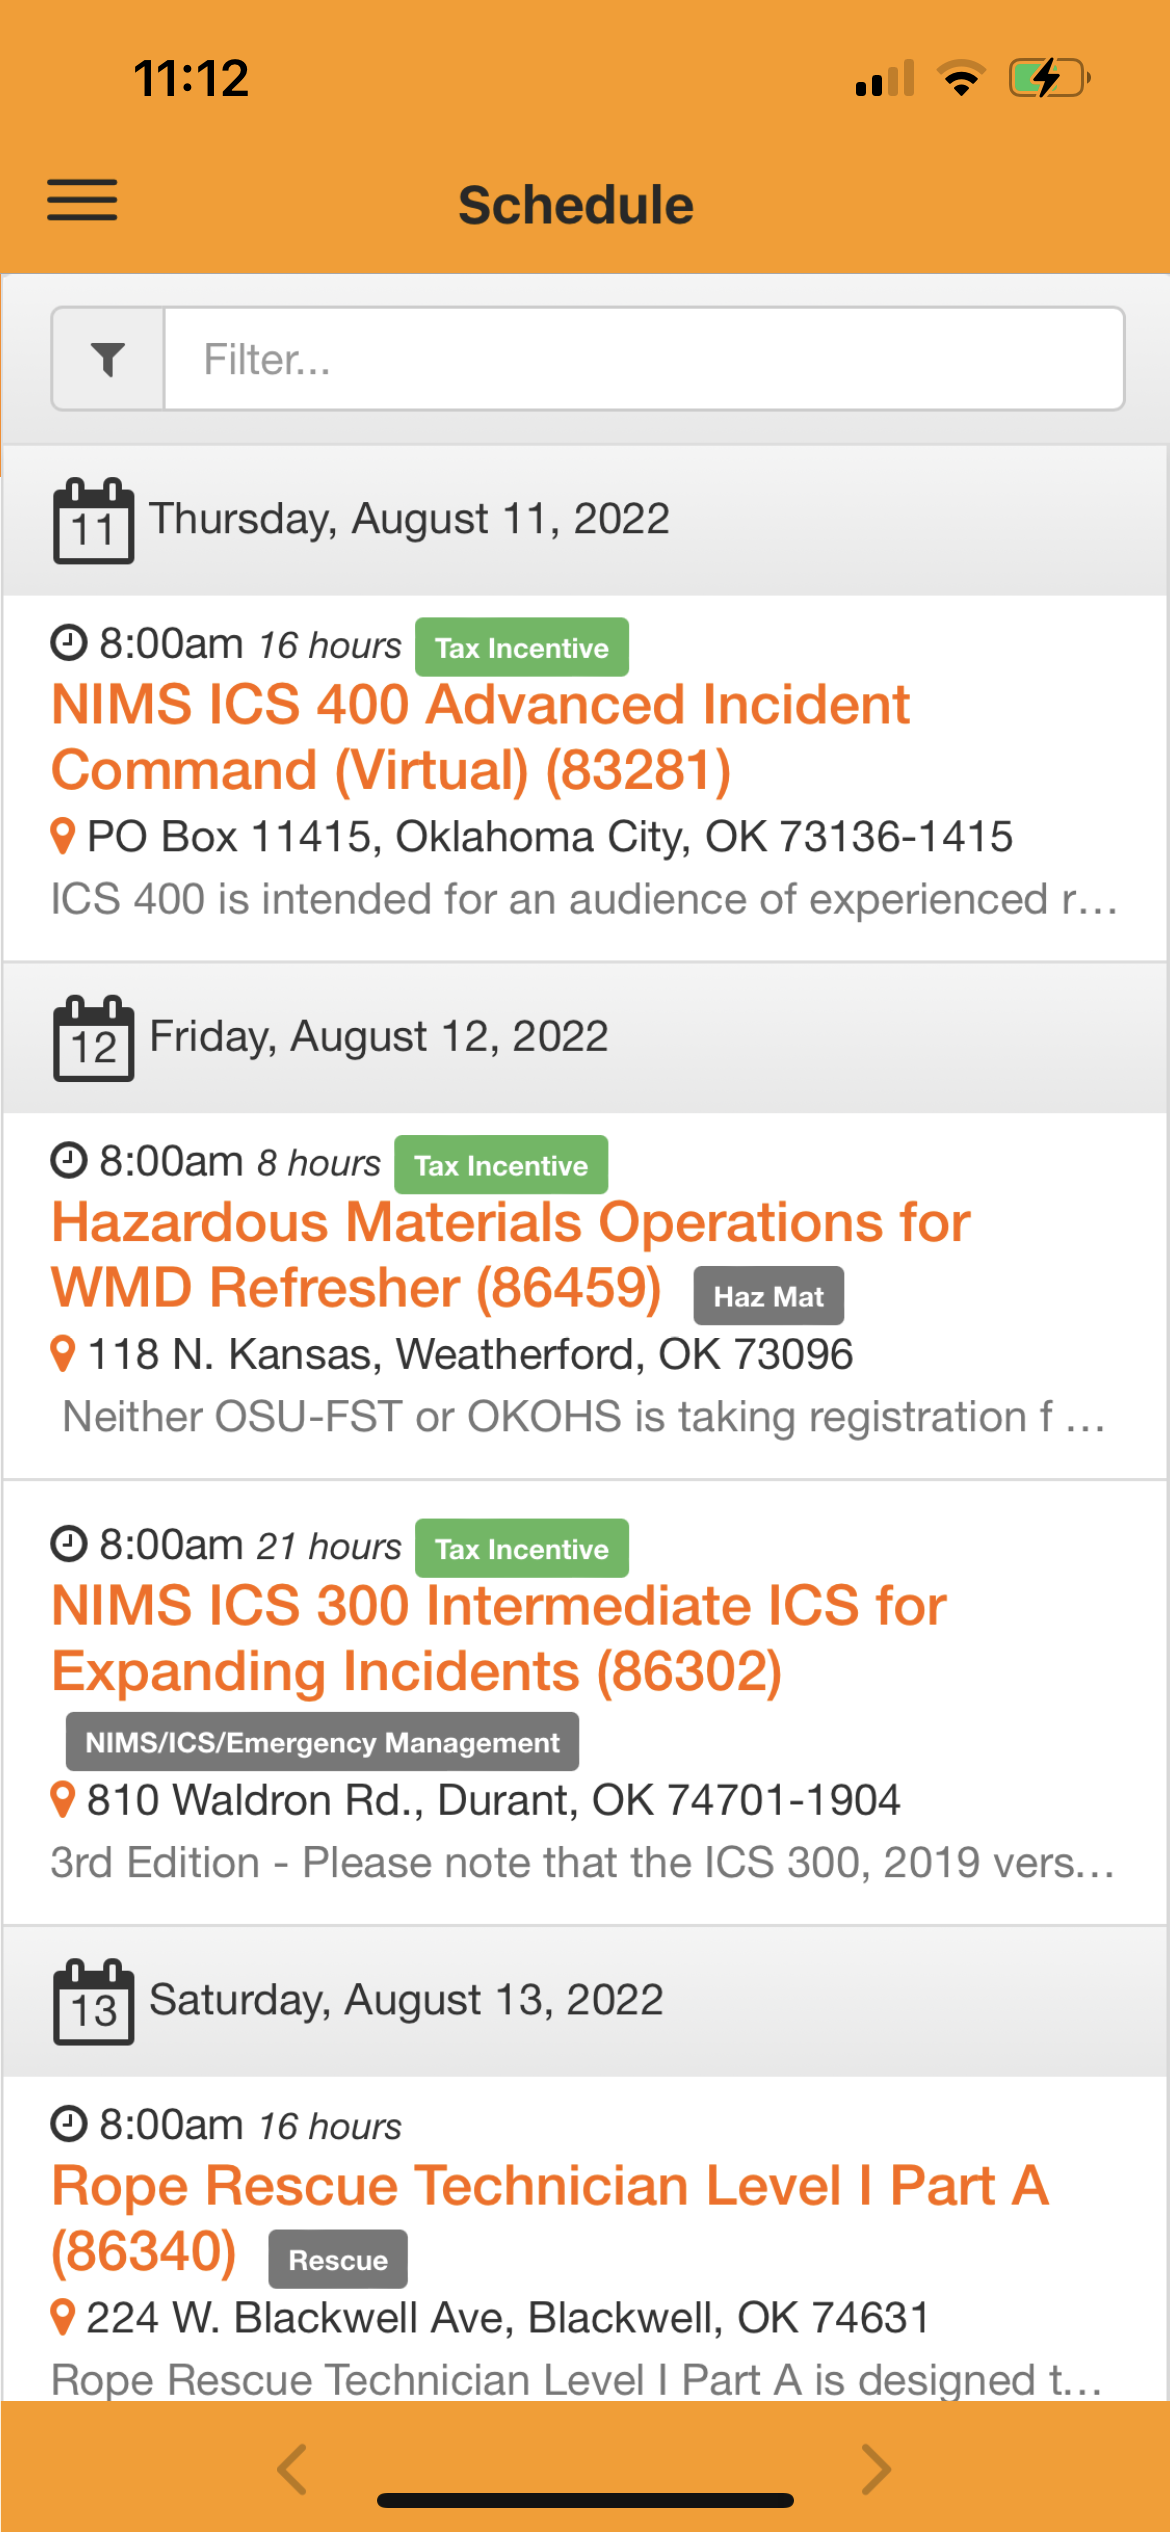 11:12
Schedule
Filter...
11 Thursday, August 11, 2022
8:00am 16 hours Tax Incentive
NIMS ICS 400 Advanced Incident
Command (Virtual) (83281)
PO Box 11415, Oklahoma City, OK 73136-1415
ICS 400 is intended for an audience of experienced r...
12 Friday, August 12, 2022
8:00am 8 hours Tax Incentive
Hazardous Materials Operations for
WMD Refresher (86459) Haz Mat
118 N. Kansas, Weatherford, OK 73096
Neither OSU-FST or OKOHS is taking registration f ...
8:00am 21 hours Tax Incentive
NIMS ICS 300 Intermediate ICS for
Expanding Incidents (86302)
NIMS/ICS/Emergency Management
810 Waldron Rd., Durant, OK 74701-1904
3rd Edition - Please note that the ICS 300, 2019 vers...
13 Saturday, August 13, 2022
8:00am 16 hours
Rope Rescue Technician Level I Part A
(86340) Rescue
224 W. Blackwell Ave, Blackwell, OK 74631
Rope Rescue Technician Level I Part A is designed t...